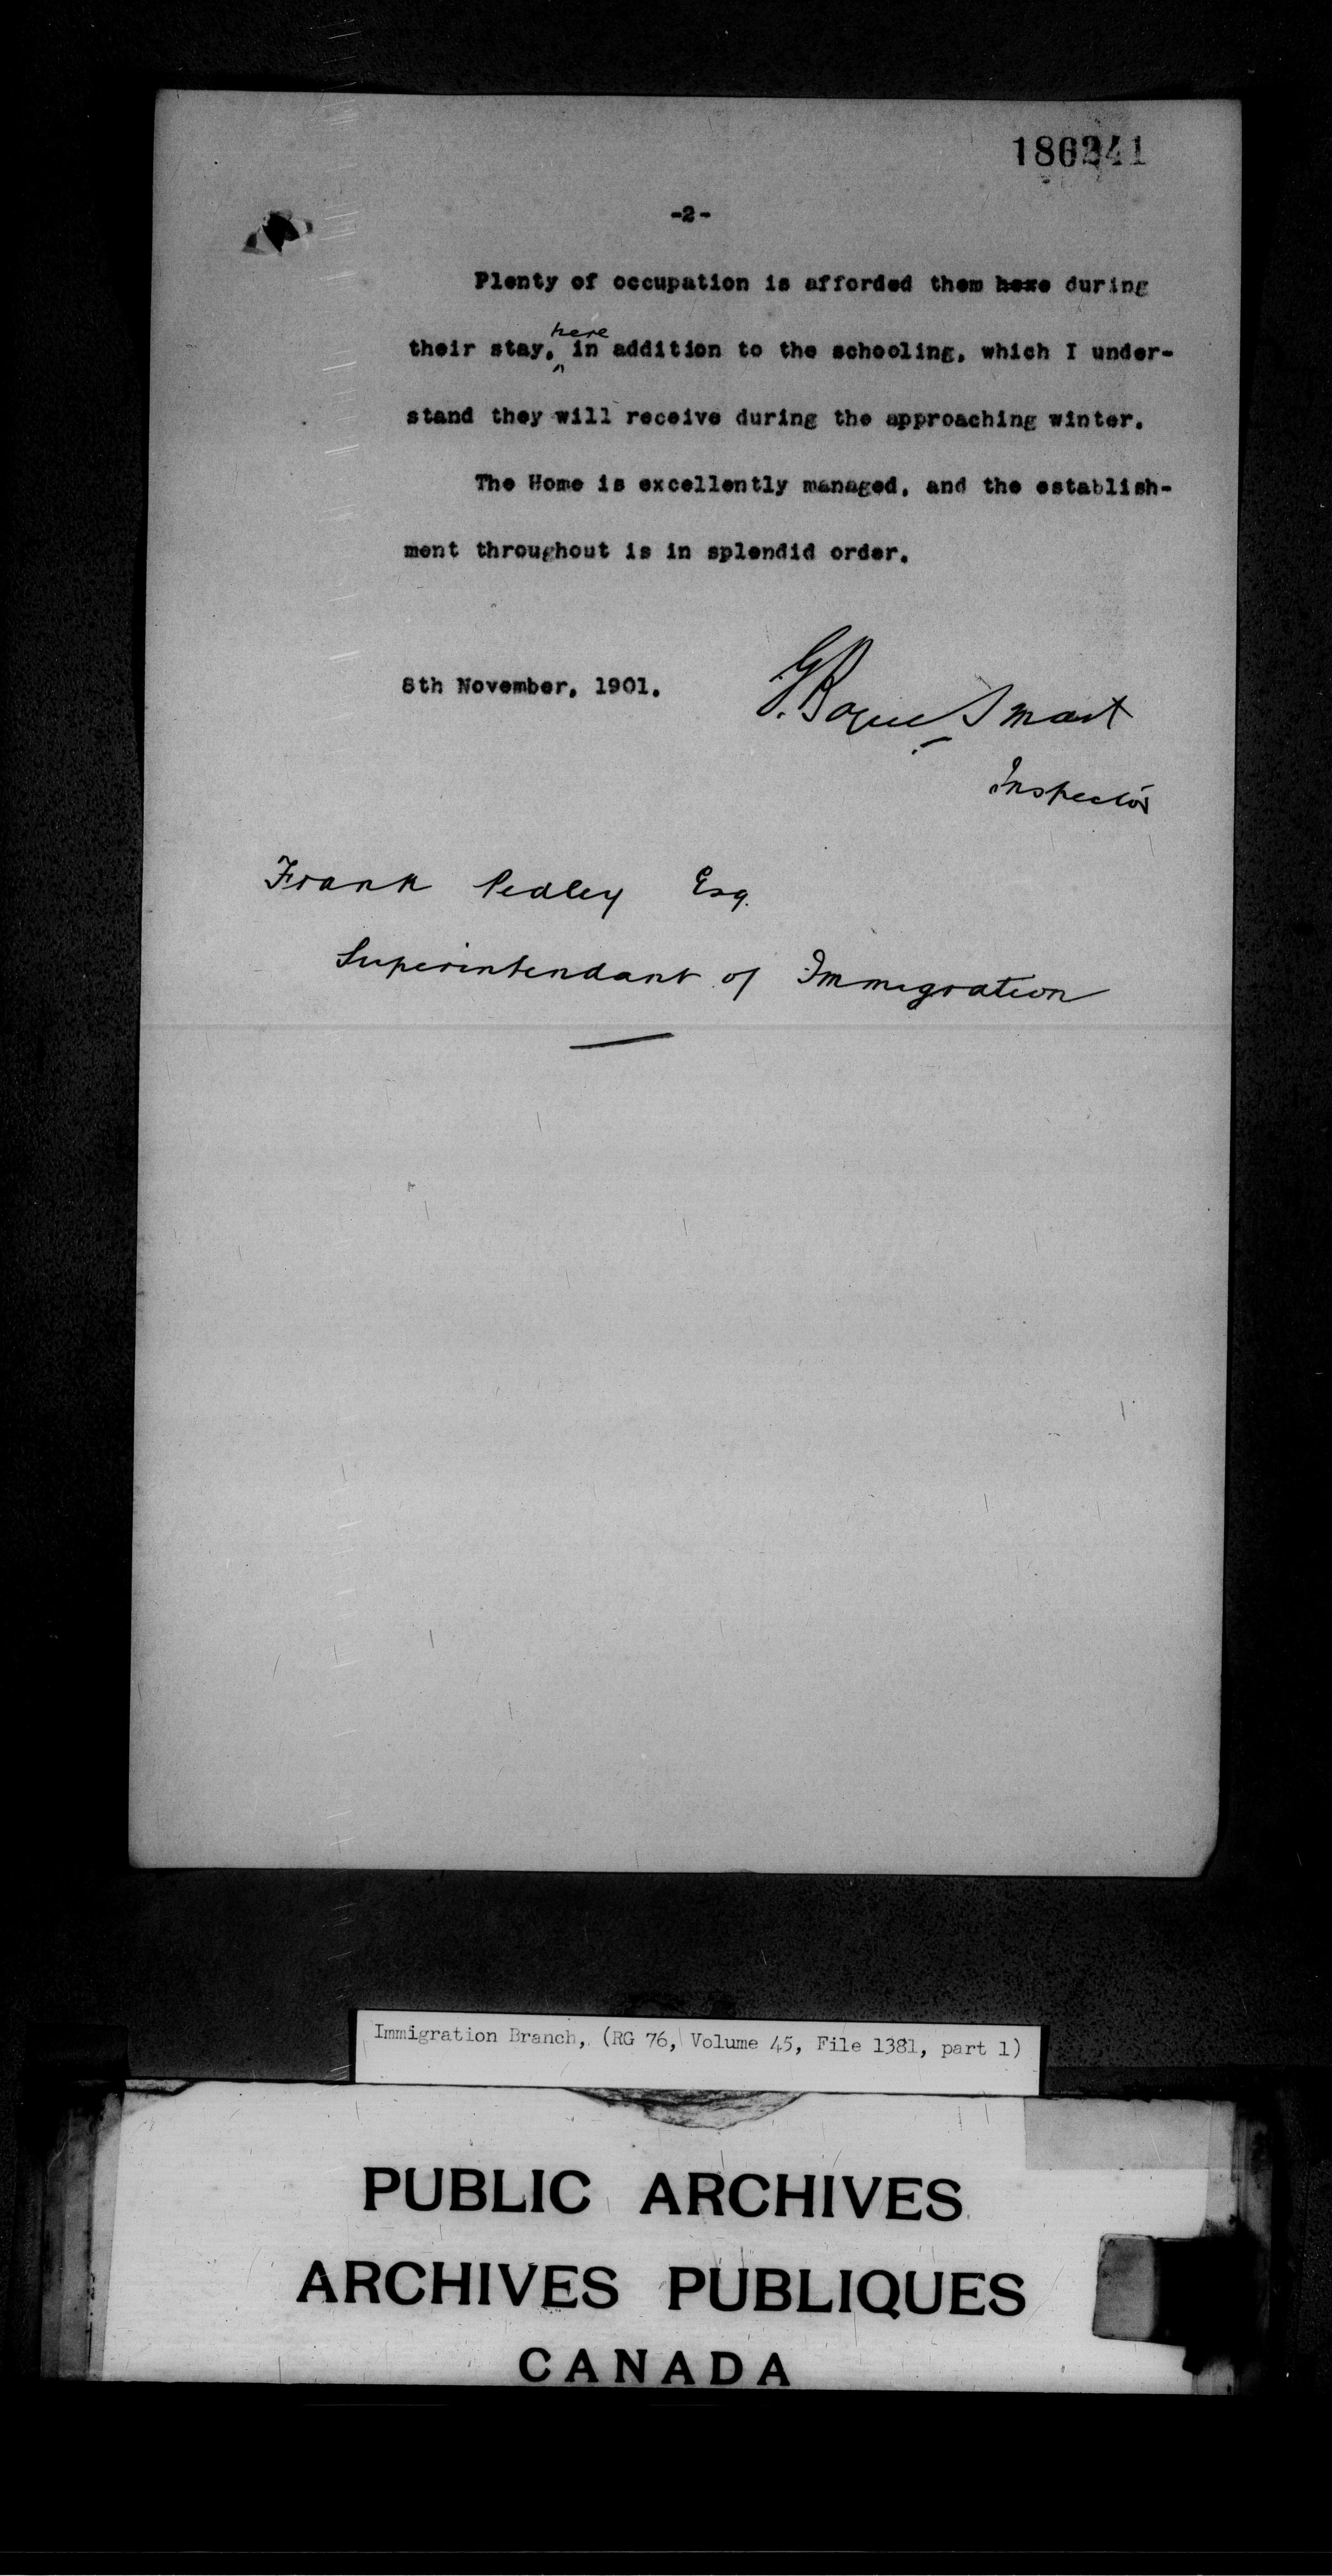 -2-
Plenty of occupation is afforded them here during
here
their stay, in addition to the schooling, which I under-
stand they will receive during the approaching winter.
The Home is excellently managed, and the establish-
ment throughout is in splendid order.
8th November, 1901.
G. Bogue Smart
Inspector
Frank Pedley Esq.
Superintendant of Immigration
Immigration Branch, (RG 76, Volume 45, File 1381, part 1)
PUBLIC ARCHIVES
ARCHIVES PUBLIQUES
CANADA